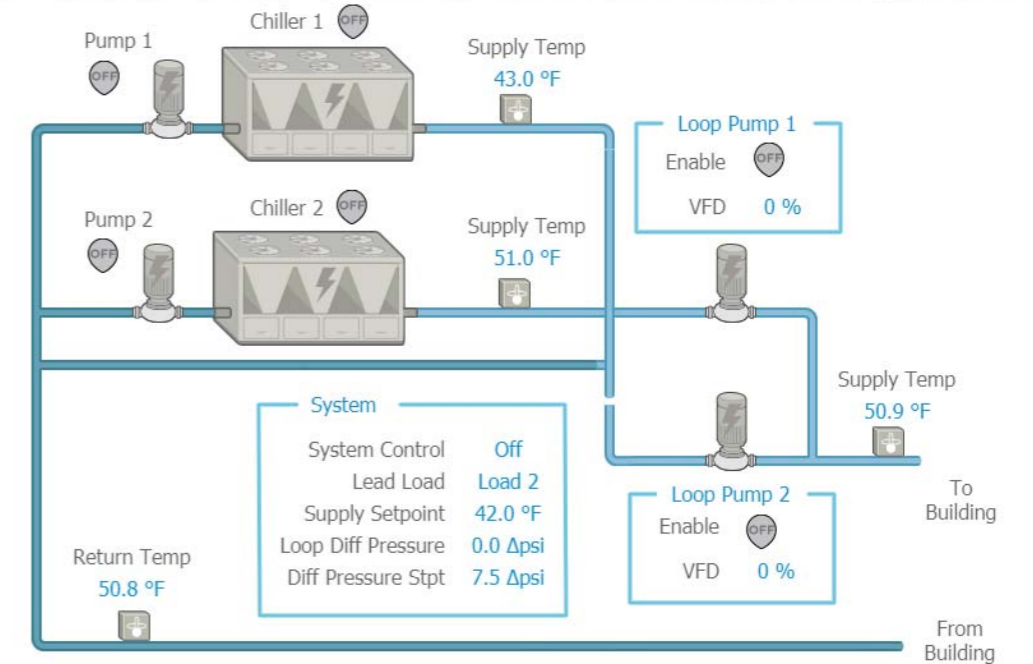 Chiller 1 OFF
Pump 1
OFF
Supply Temp
43.0 °F
Loop Pump 1
Enable OFF
VFD 0 %
Chiller 2 OFF
Pump 2
OFF
Supply Temp
51.0 °F
Supply Temp
50.9 °F
System
System Control Off
Lead Load Load 2
Supply Setpoint 42.0 °F
Loop Diff Pressure 0.0 Δpsi
Diff Pressure Stpt 7.5 Δpsi
Loop Pump 2
Enable OFF
VFD 0 %
To
Building
Return Temp
50.8 °F
From
Building